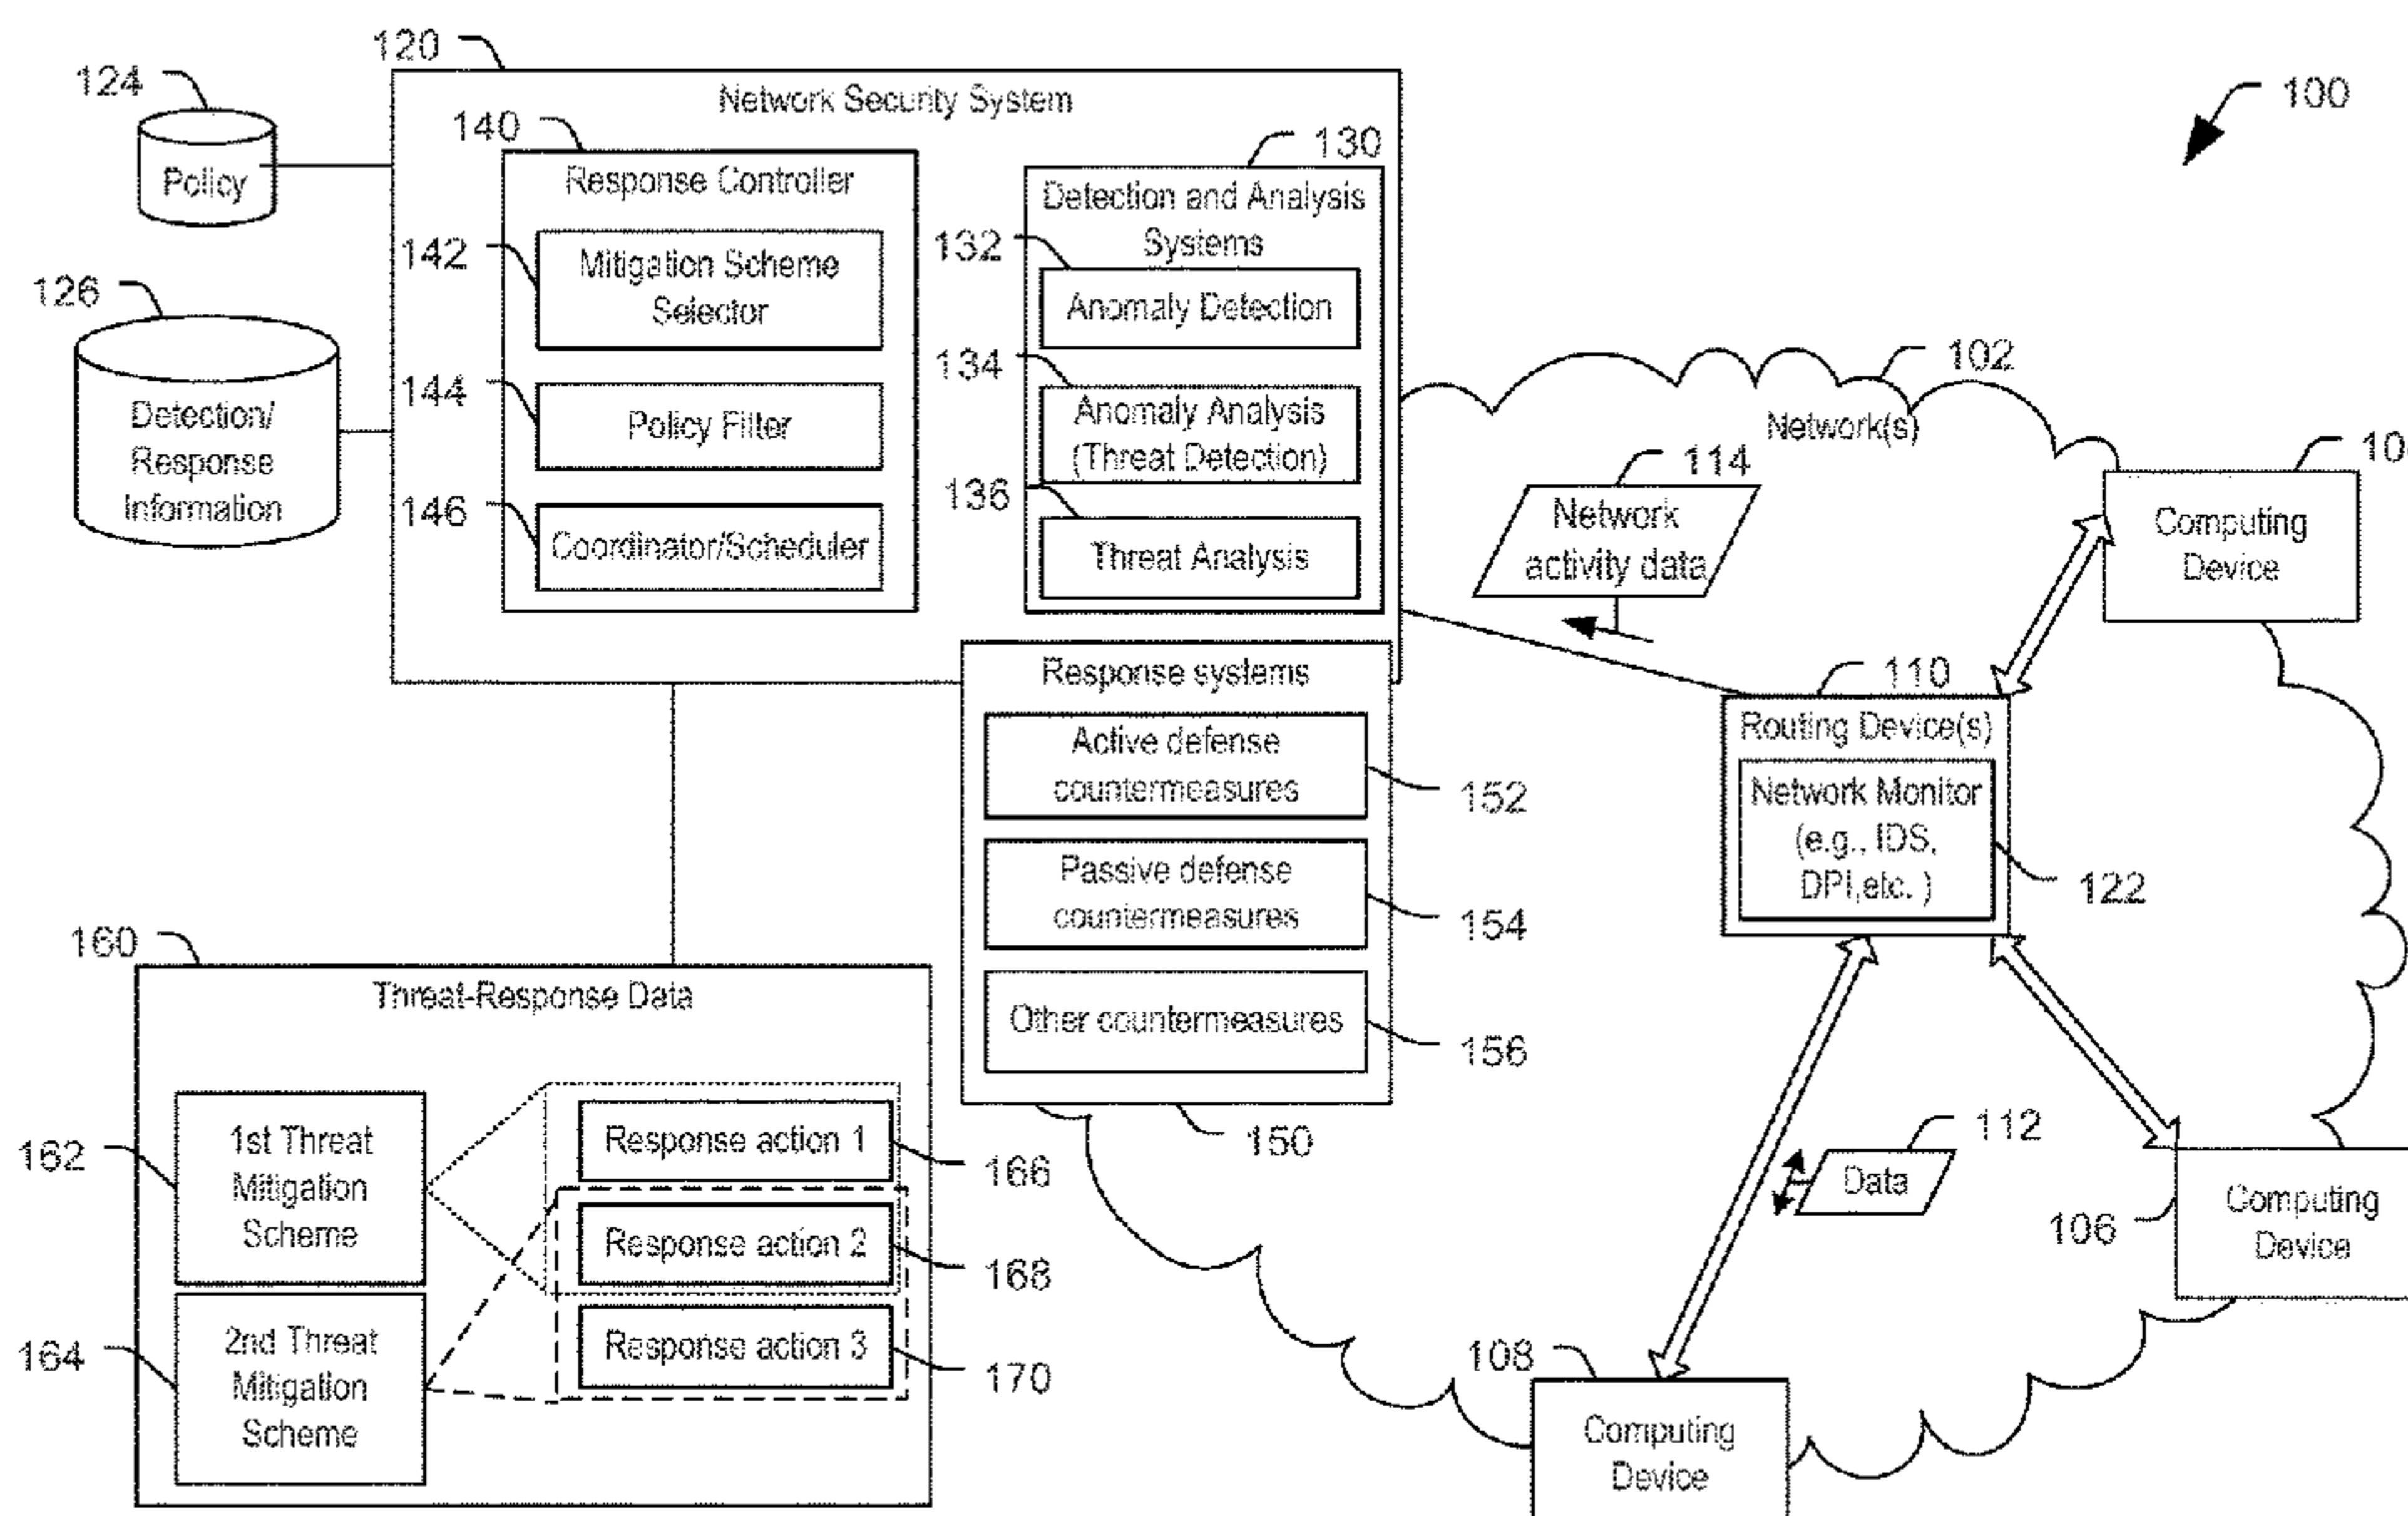 120
124
Network Security System
100
140
130
Policy
Response Controller
Detection and Analysis
Systems
142
132
Mitigation Scheme
Selector
126
Anomaly Detection
134
102
144
Network(s)
Detection/
Response
Information
Policy Filter
Anomaly Analysis
(Threat Detection)
114
10
136
146
Network
activity data
Computing
Device
Coordinator/Scheduler
Threat Analysis
Response systems
110
Routing Device(s)
Active defense
countermeasures
152
Network Monitor
(e.g., IDS,
DPI,etc. )
122
Passive defense
countermeasures
154
160
Threat-Response Data
Other countermeasures
156
150
112
162
1st Threat
Mitigation
Scheme
Response action 1
166
Data
Computing
Device
106
Response action 2
168
164
2nd Threat
Mitigation
Scheme
Response action 3
170
108
Computing
Device